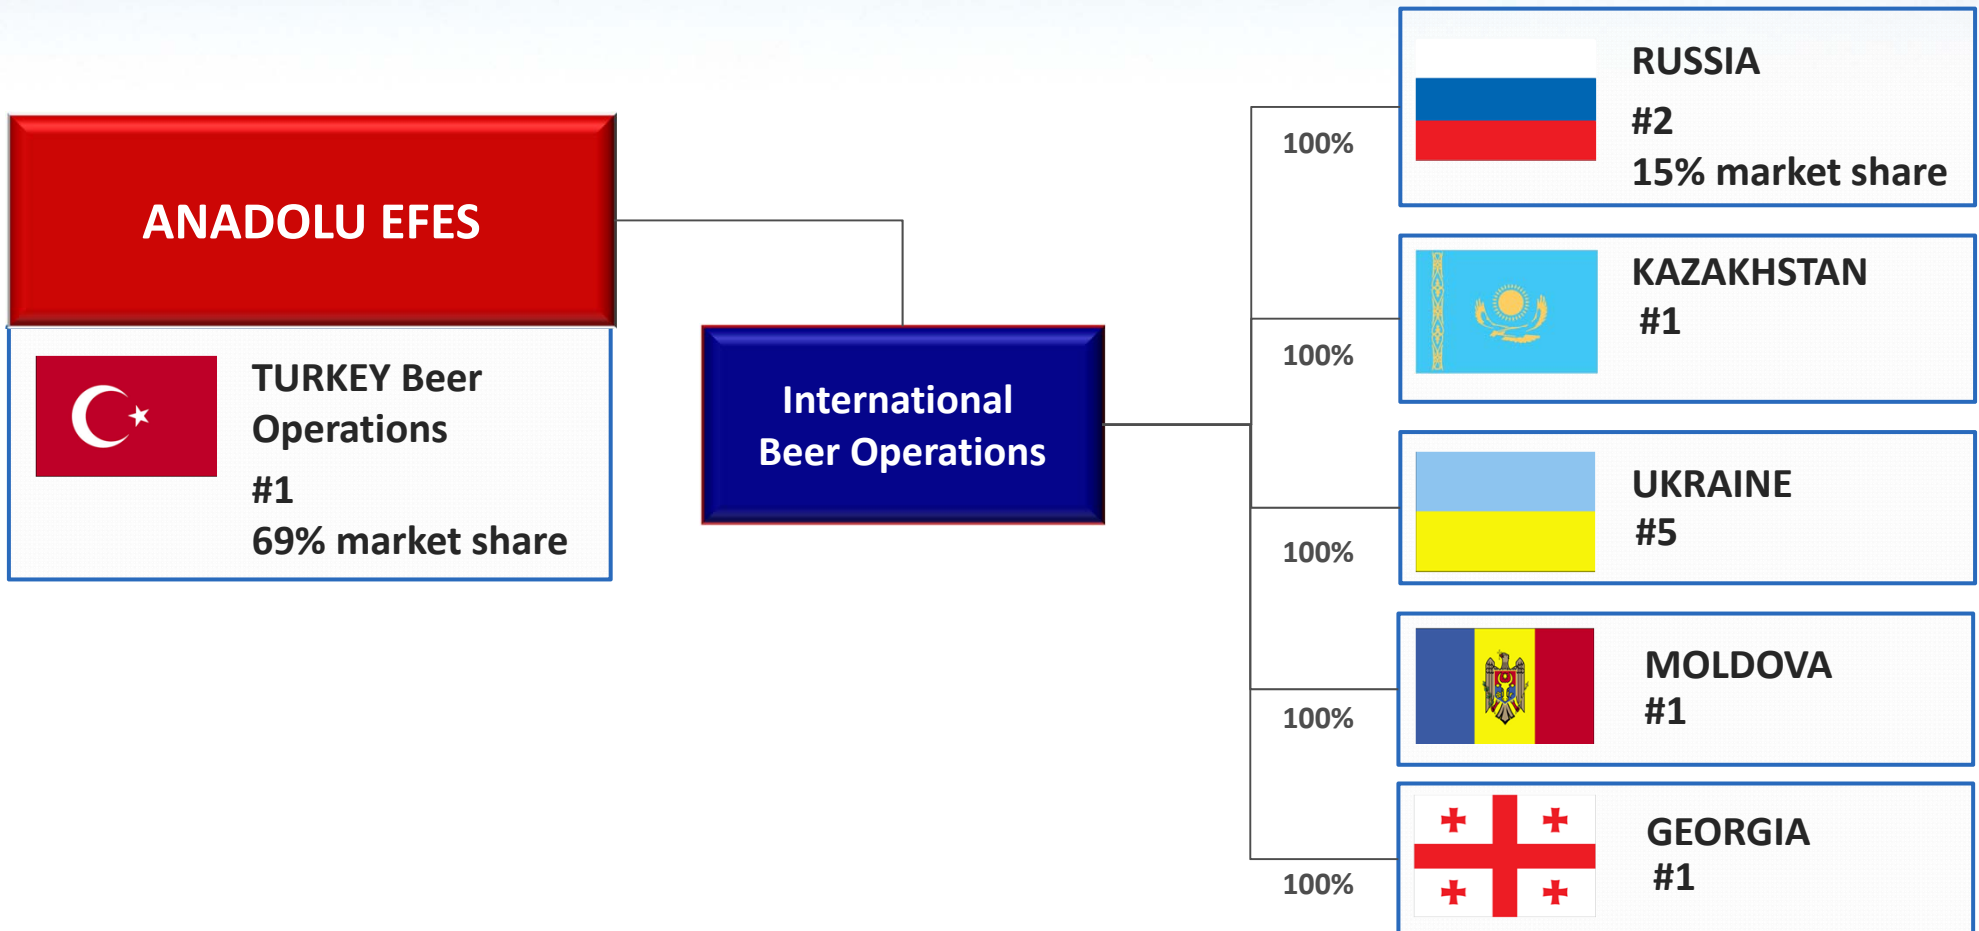 ANADOLU EFES
TURKEY Beer
Operations
#1
69% market share
International
Beer Operations
100%
RUSSIA
#2
15% market share
100%
KAZAKHSTAN
#1
100%
UKRAINE
#5
100%
MOLDOVA
#1
100%
GEORGIA
#1